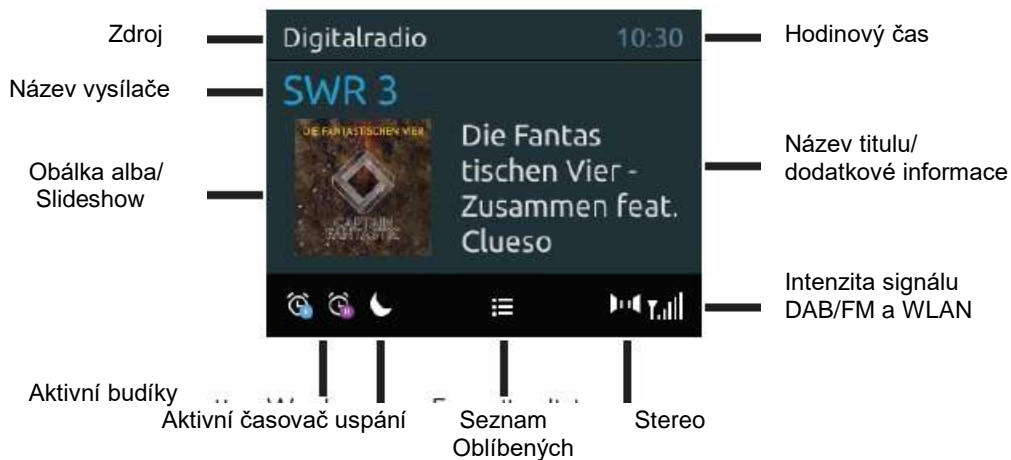 Zdroj
Digitalradio
10:30
Hodinový čas
Název vysílače
SWR 3
DIE FANTASTISCHEN VIER
CAPTAIN
FANTASTIC
Obálka alba/
Slideshow
Die Fantas
tischen Vier -
Zusammen feat.
Clueso
Název titulu/
dodatkové informace
Intenzita signálu
DAB/FM a WLAN
Aktivní budíky
Aktivní časovač uspání
Seznam
Oblíbených
Stereo